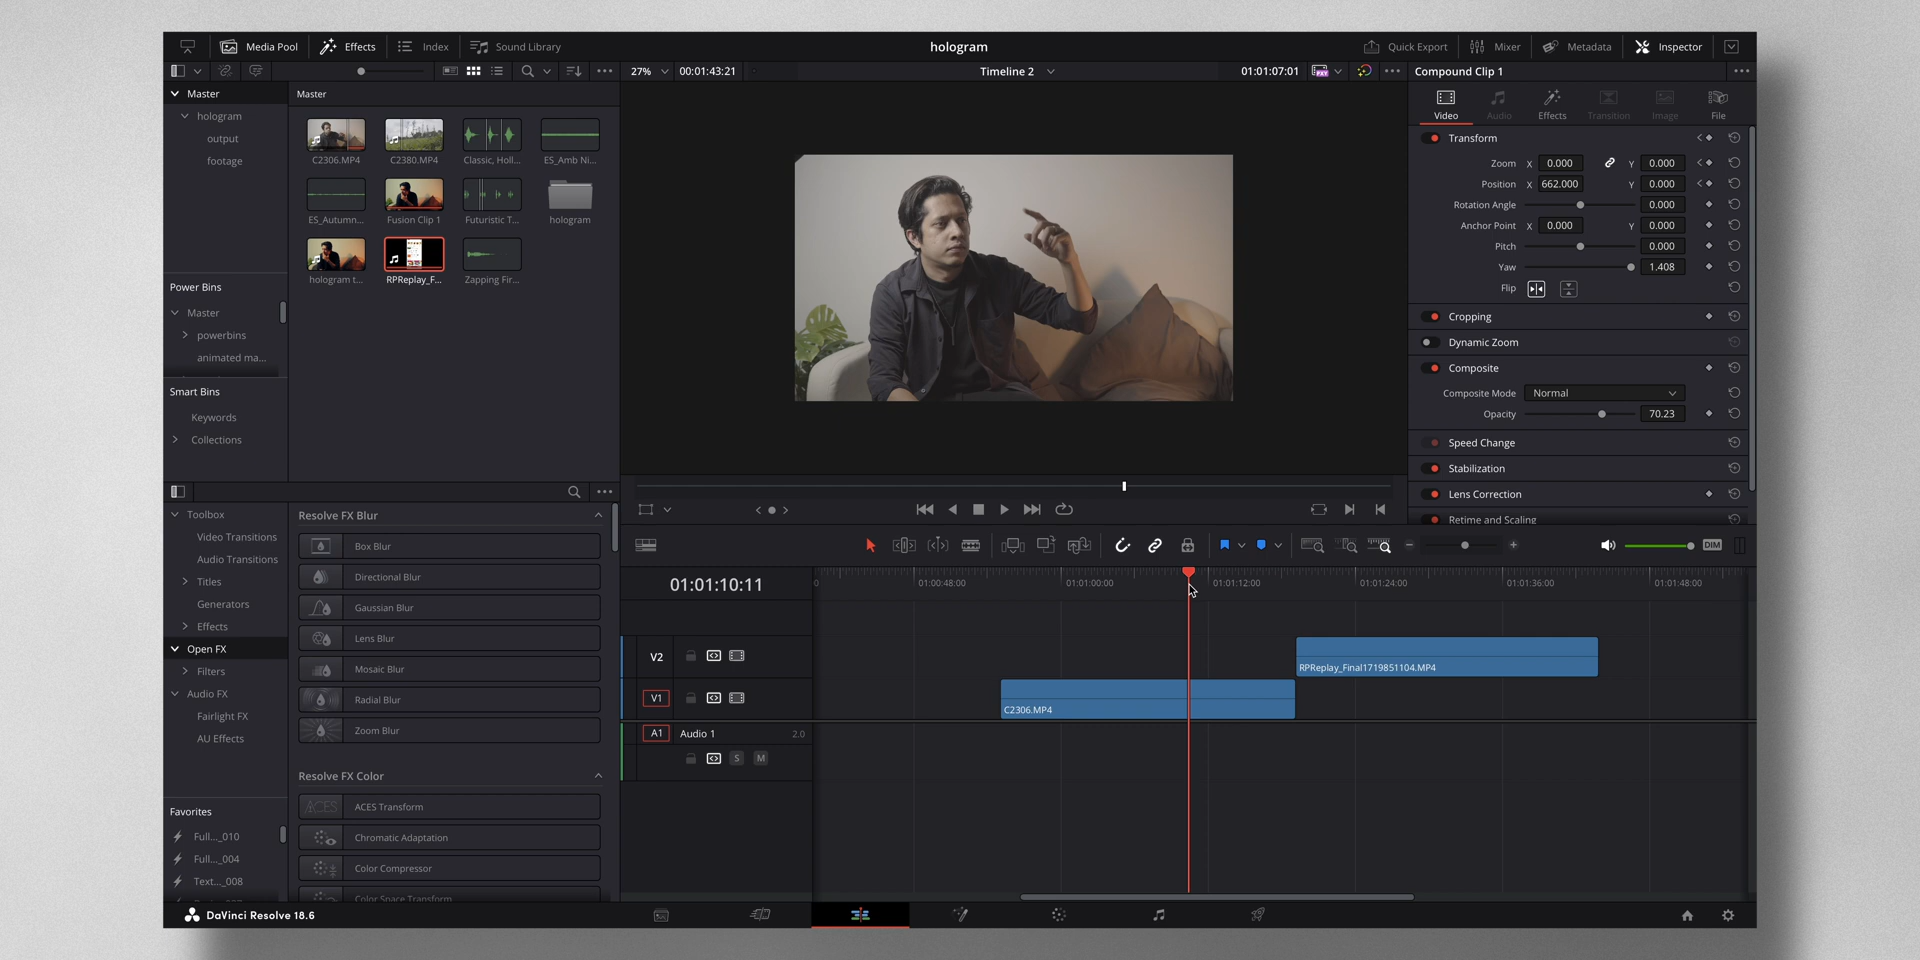 Media Pool Effects Index Sound Library hologram Quick Export Mixer Metadata Inspector
27% 00:01:43:21 Timeline 2 01:01:07:01 Compound Clip 1
Master
hologram
output
footage
Power Bins
Master
powerbins
animated ma...
Smart Bins
Keywords
Collections
Master
C2306.MP4 C2380.MP4 Classic, Holl... ES_Amb Ni...
ES_Autumn... Fusion Clip 1 Futuristic T... hologram
hologram t... RPReplay_F... Zapping Fir...
Video Audio Effects Transition Image File
Transform
Zoom X 0.000 Y 0.000
Position X 662.000 Y 0.000
Rotation Angle 0.000
Anchor Point X 0.000 Y 0.000
Pitch 0.000
Yaw 1.408
Flip
Cropping
Dynamic Zoom
Composite
Composite Mode Normal
Opacity 70.23
Speed Change
Stabilization
Lens Correction
Retime and Scaling
Toolbox
Video Transitions
Audio Transitions
Titles
Generators
Effects
Open FX
Filters
Audio FX
Fairlight FX
AU Effects
Favorites
Full..._010
Full..._004
Text..._008
Resolve FX Blur
Box Blur
Directional Blur
Gaussian Blur
Lens Blur
Mosaic Blur
Radial Blur
Zoom Blur
Resolve FX Color
ACES ACES Transform
Chromatic Adaptation
Color Compressor
Color Space Transform
DIM
01:01:10:11
0 01:00:48:00 01:01:00:00 01:01:12:00 01:01:24:00 01:01:36:00 01:01:48:00
V2
RPReplay_Final1719851104.MP4
V1
C2306.MP4
A1 Audio 1 2.0
S M
DaVinci Resolve 18.6